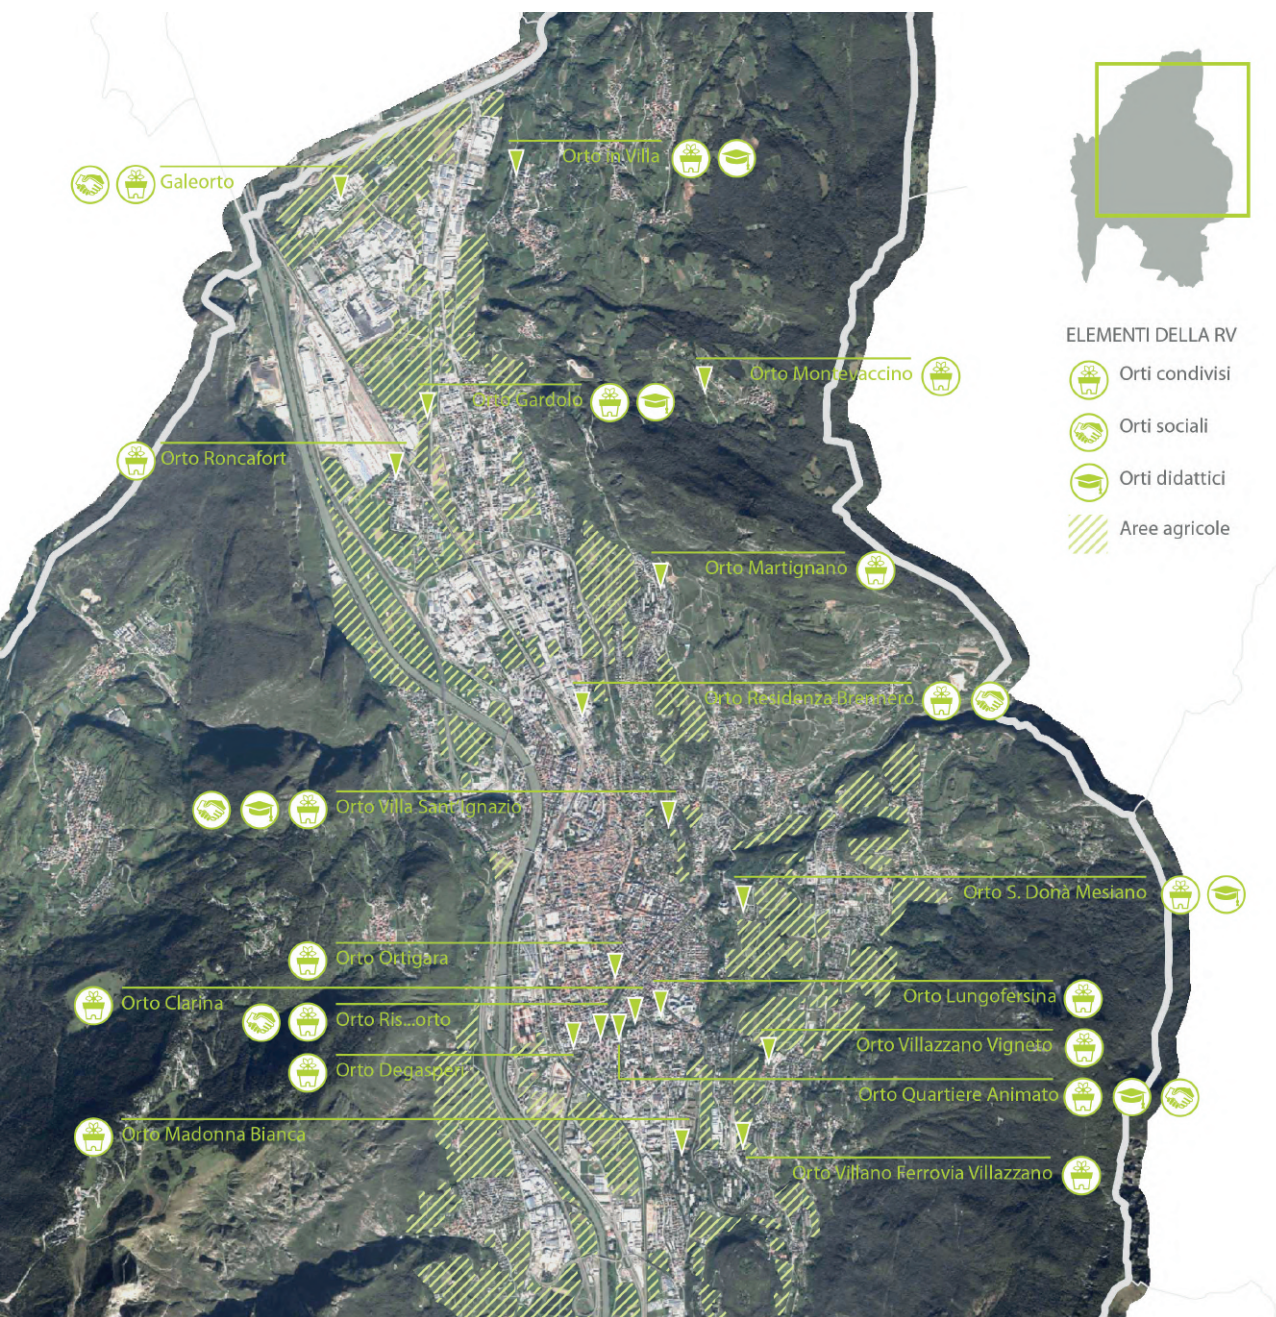 Orto in Villa
Galeorto
ELEMENTI DELLA RV
Orti condivisi
Orto Montevaccino
Orto Gardolo
Orti sociali
Orto Roncafort
Orti didattici
Aree agricole
Orto Martignano
Orto Residenza Brennero
Orto Villa Sant'Ignazio
Orto S. Donà Mesiano
Orto Ortigara
Orto Clarina
Orto Lungofersina
Orto Ris...orto
Orto Villazzano Vigneto
Orto Degasperi
Orto Quartiere Animato
Orto Madonna Bianca
Orto Villano Ferrovia Villazzano